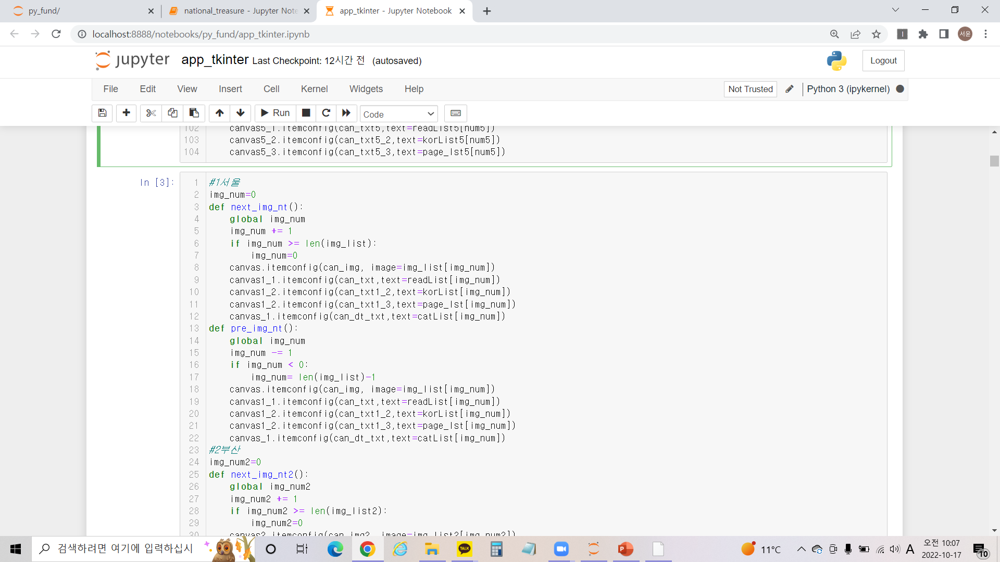 py_fund/
national_treasure - Jupyter Note
app_tkinter - Jupyter Notebook
localhost:8888/notebooks/py_fund/app_tkinter.ipynb
서윤
jupyter app_tkinter Last Checkpoint: 12시간 전 (autosaved)
Logout
File Edit View Insert Cell Kernel Widgets Help
Not Trusted
Python 3 (ipykernel)
Run
Code
102 canvas5_1.itemconfig(can_txt5,text=readList5[num5])
103 canvas5_2.itemconfig(can_txt5_2,text=korList5[num5])
104 canvas5_3.itemconfig(can_txt5_3,text=page_lst5[num5])
In [3]:
1 #1서울
2 img_num=0
3 def next_img_nt():
4 global img_num
5 img_num += 1
6 if img_num >= len(img_list):
7 img_num=0
8 canvas.itemconfig(can_img, image=img_list[img_num])
9 canvas1_1.itemconfig(can_txt,text=readList[img_num])
10 canvas1_2.itemconfig(can_txt1_2,text=korList[img_num])
11 canvas1_2.itemconfig(can_txt1_3,text=page_lst[img_num])
12 canvas_1.itemconfig(can_dt_txt,text=catList[img_num])
13 def pre_img_nt():
14 global img_num
15 img_num -= 1
16 if img_num < 0:
17 img_num= len(img_list)-1
18 canvas.itemconfig(can_img, image=img_list[img_num])
19 canvas1_1.itemconfig(can_txt,text=readList[img_num])
20 canvas1_2.itemconfig(can_txt1_2,text=korList[img_num])
21 canvas1_2.itemconfig(can_txt1_3,text=page_lst[img_num])
22 canvas_1.itemconfig(can_dt_txt,text=catList[img_num])
23 #2부산
24 img_num2=0
25 def next_img_nt2():
26 global img_num2
27 img_num2 += 1
28 if img_num2 >= len(img_list2):
29 img_num2=0
30 canvas2.itemconfig(can_img2, image=img_list2[img_num2])
검색하려면 여기에 입력하십시
TALK
P
11°C
A
오전 10:07
2022-10-17
10